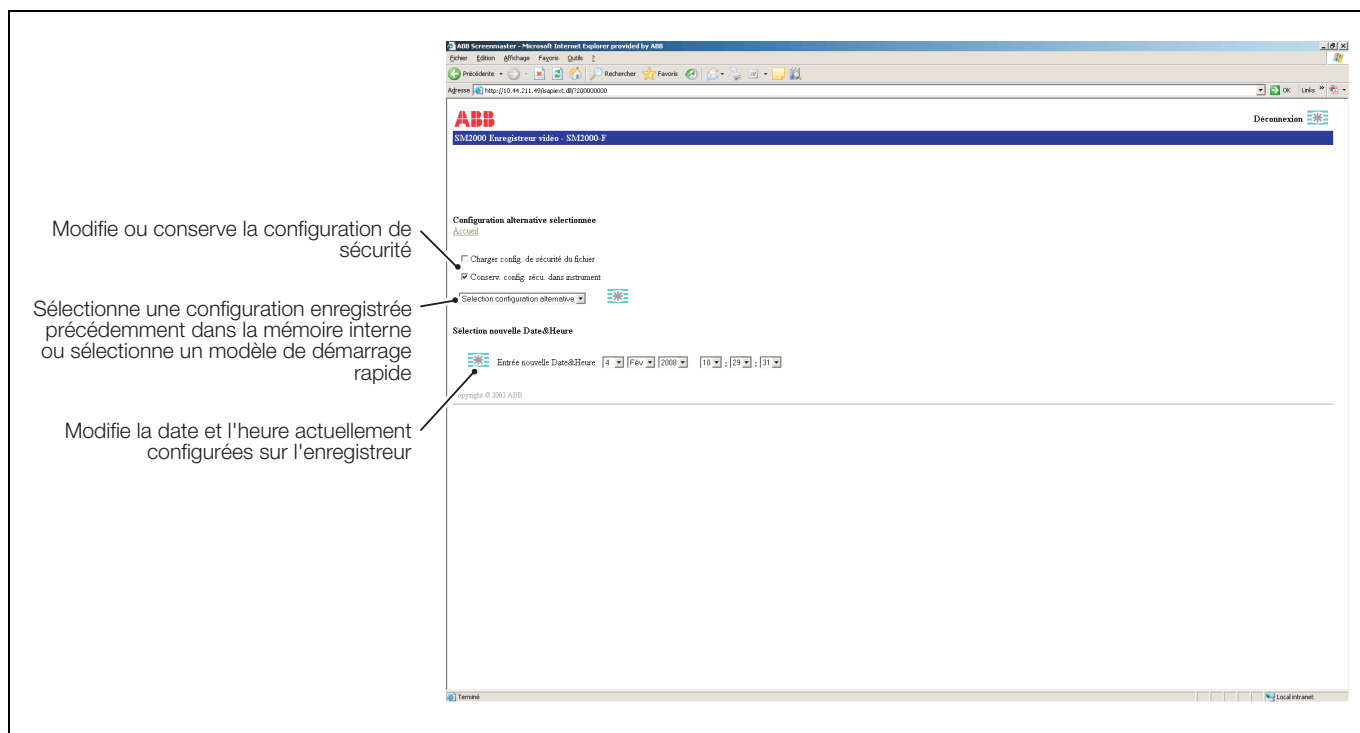 ABB Screenmaster - Microsoft Internet Explorer provided by ABB
Fichier Edition Affichage Favoris Outils ?
Précédente Rechercher Favoris
Adresse http://10.44.211.49/isapiext.dll/?200000000 OK Links »
ABB
Déconnexion
SM2000 Enregistreur vidéo - SM2000-F
Configuration alternative sélectionnée
Accueil
Charger config. de sécurité du fichier
Conserv. config. sécu. dans instrument
Selection configuration alternative
Sélection nouvelle Date&Heure
Entrée nouvelle Date&Heure 4 Fév 2008 10 : 29 : 31
opyright © 2003 ABB
Terminé
Local intranet
Modifie ou conserve la configuration de
sécurité
Sélectionne une configuration enregistrée
précédemment dans la mémoire interne
ou sélectionne un modèle de démarrage
rapide
Modifie la date et l'heure actuellement
configurées sur l'enregistreur